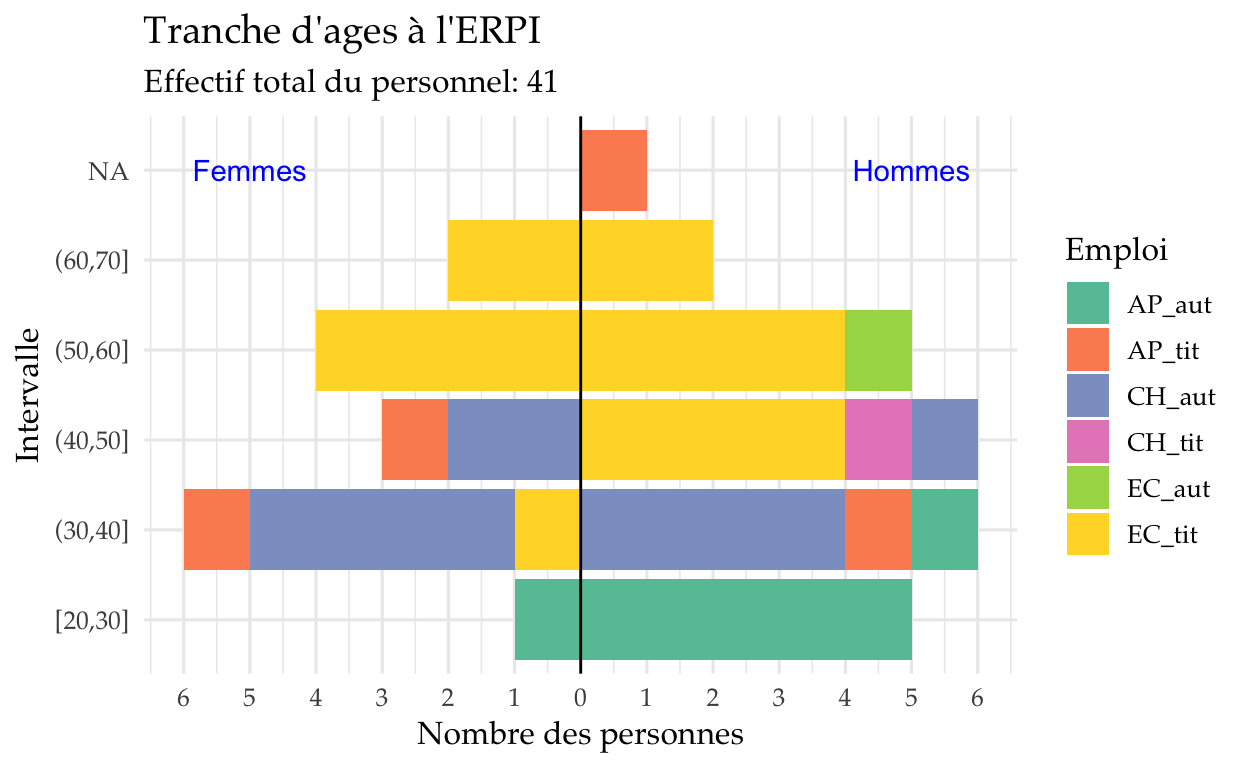 Tranche d'ages à l'ERPI
Effectif total du personnel: 41
NA
Femmes
Hommes
(60,70]
(50,60]
(40,50]
(30,40]
[20,30]
Intervalle
6 5 4 3 2 1 0 1 2 3 4 5 6
Nombre des personnes
Emploi
AP_aut
AP_tit
CH_aut
CH_tit
EC_aut
EC_tit